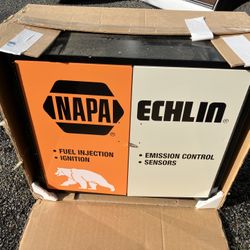 NAPA®
ECHLIN®
• FUEL INJECTION
• IGNITION
• EMISSION CONTROL
• SENSORS